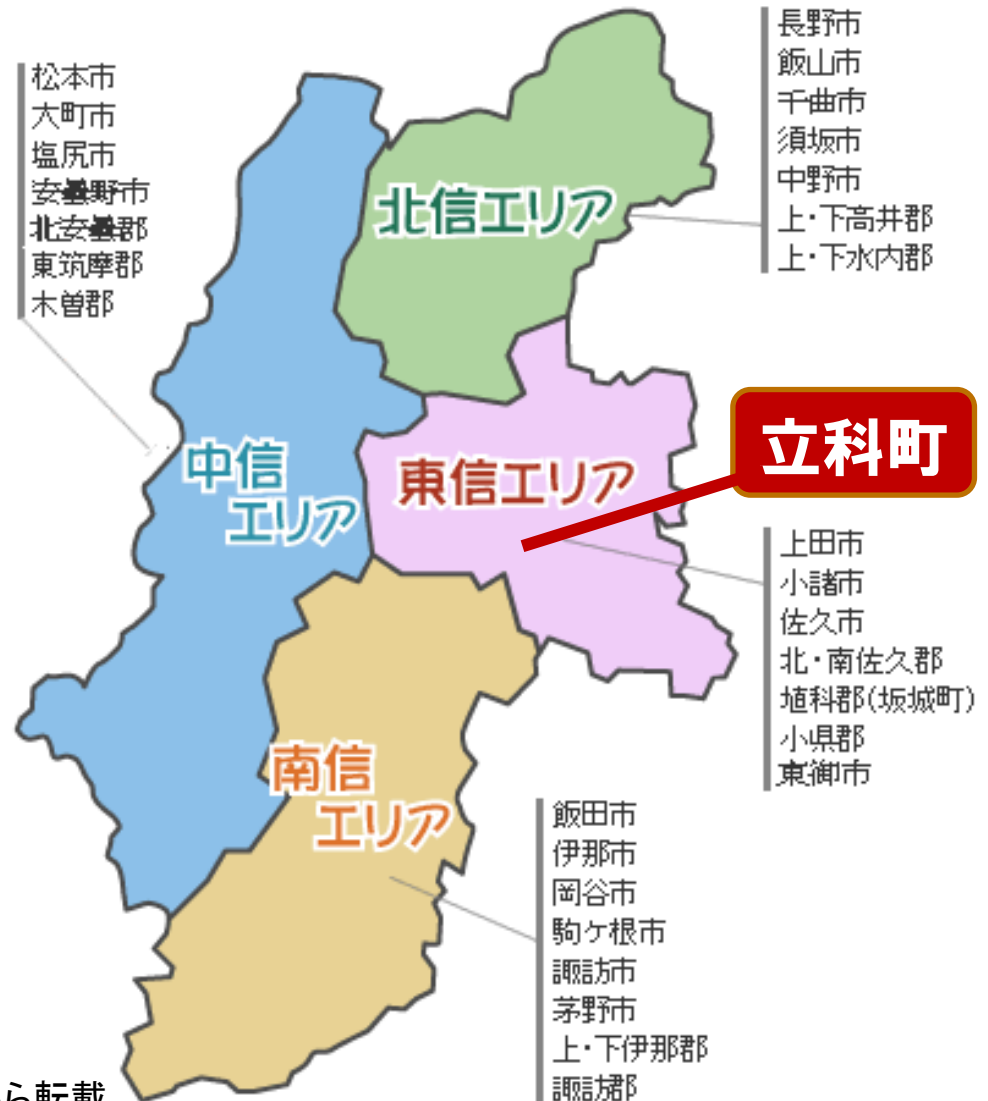 長野市
飯山市
千曲市
須坂市
中野市
上・下高井郡
上・下水内郡
松本市
大町市
塩尻市
安曇野市
北安曇郡
東筑摩郡
木曽郡
北信エリア
中信
エリア
東信エリア
立科町
上田市
小諸市
佐久市
北・南佐久郡
埴科郡(坂城町)
小県郡
東御市
南信
エリア
飯田市
伊那市
岡谷市
駒ヶ根市
諏訪市
茅野市
上・下伊那郡
諏訪郡
ら転載